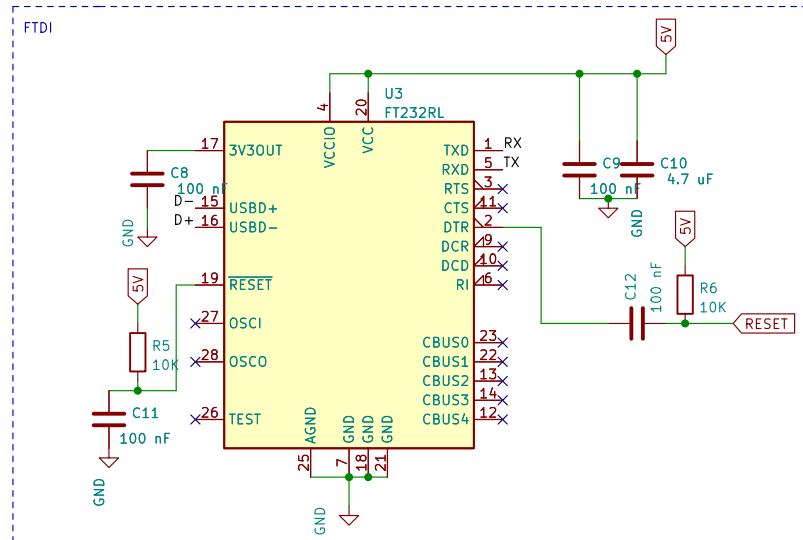 FTDI
5V
U3
FT232RL
4
VCCIO
20
VCC
17
3V3OUT
C8
100 nF
GND
D-
15
USBD+
D+
16
USBD-
19
RESET
27
OSCI
28
OSCO
26
TEST
5V
R5
10K
C11
100 nF
GND
25
AGND
7
GND
18
GND
21
GND
GND
TXD
1
RX
RXD
5
TX
RTS
3
CTS
11
DTR
2
DCR
9
DCD
10
RI
6
CBUS0
23
CBUS1
22
CBUS2
13
CBUS3
14
CBUS4
12
C9
100 nF
C10
4.7 uF
GND
C12
100 nF
5V
R6
10K
RESET